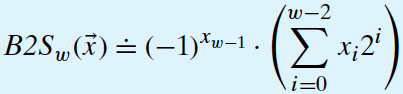 B2S_w(\vec{x}) \doteq (-1)^{x_{w-1}} \cdot \left( \sum_{i=0}^{w-2} x_i 2^i \right)